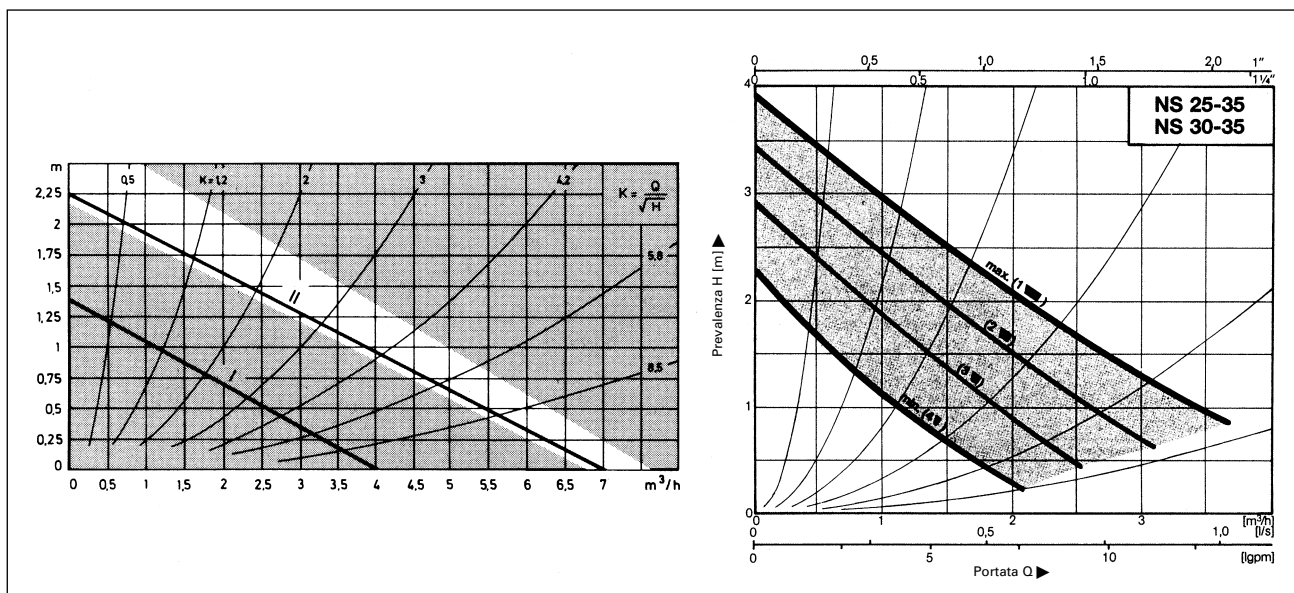 m
2,25
2
1,75
1,5
1,25
1
0,75
0,5
0,25
0
0,5
K=1,2
2
3
4,2
K = Q / √H
5,8
8,5
II
I
0 0,5 1 1,5 2 2,5 3 3,5 4 4,5 5 5,5 6 6,5 7 m³/h
0 0,5 1,0 1,5 2,0 1"
0,5 1,0 1 ¼"
NS 25-35
NS 30-35
4
3
2
1
0
Prevalenza H [m]
max. (1
(2
(3
min. (4
0 1 2 3 [m³/h]
0,5 1,0 [l/s]
0 5 10 [Igpm]
Portata Q